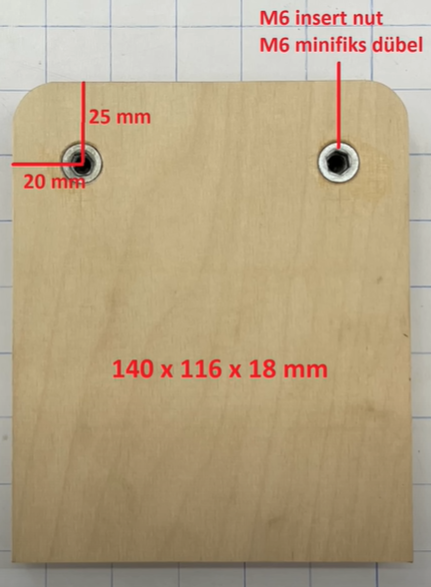 M6 insert nut
M6 minifiks dübel
25 mm
20 mm
140 x 116 x 18 mm